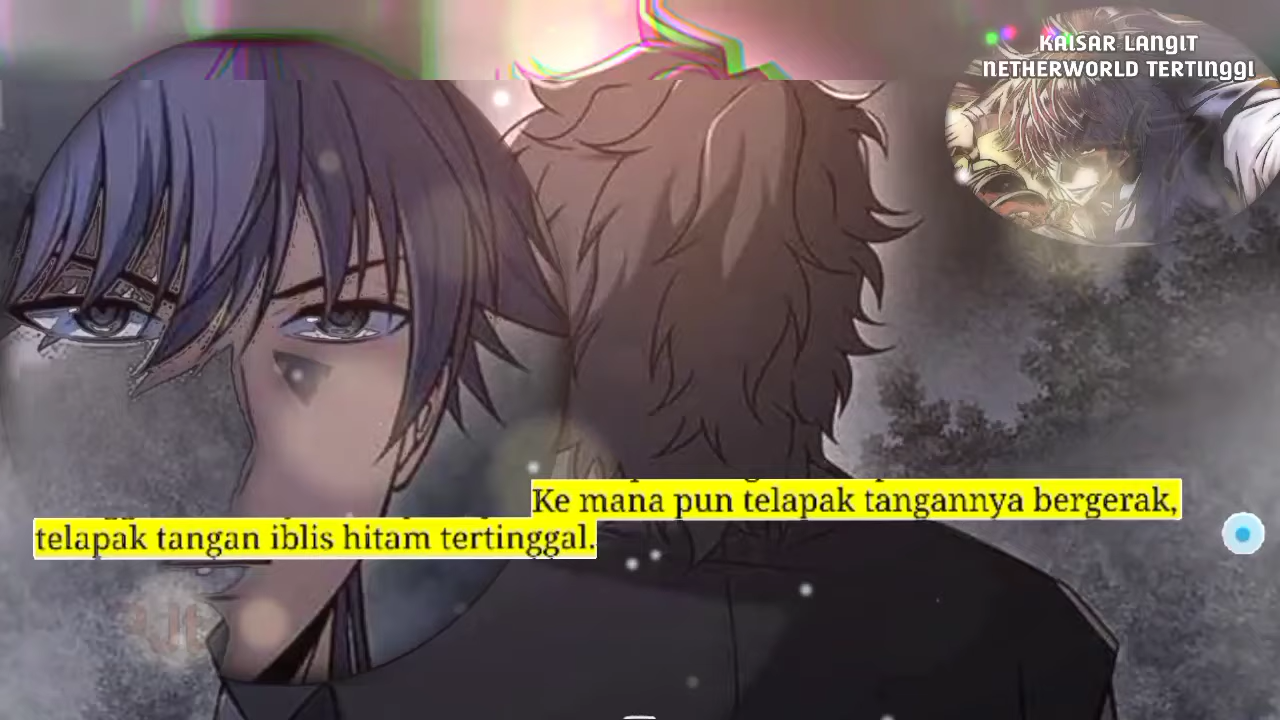 KAISAR LANGIT
NETHERWORLD TERTINGGI
Ke mana pun telapak tangannya bergerak,
telapak tangan iblis hitam tertinggal.